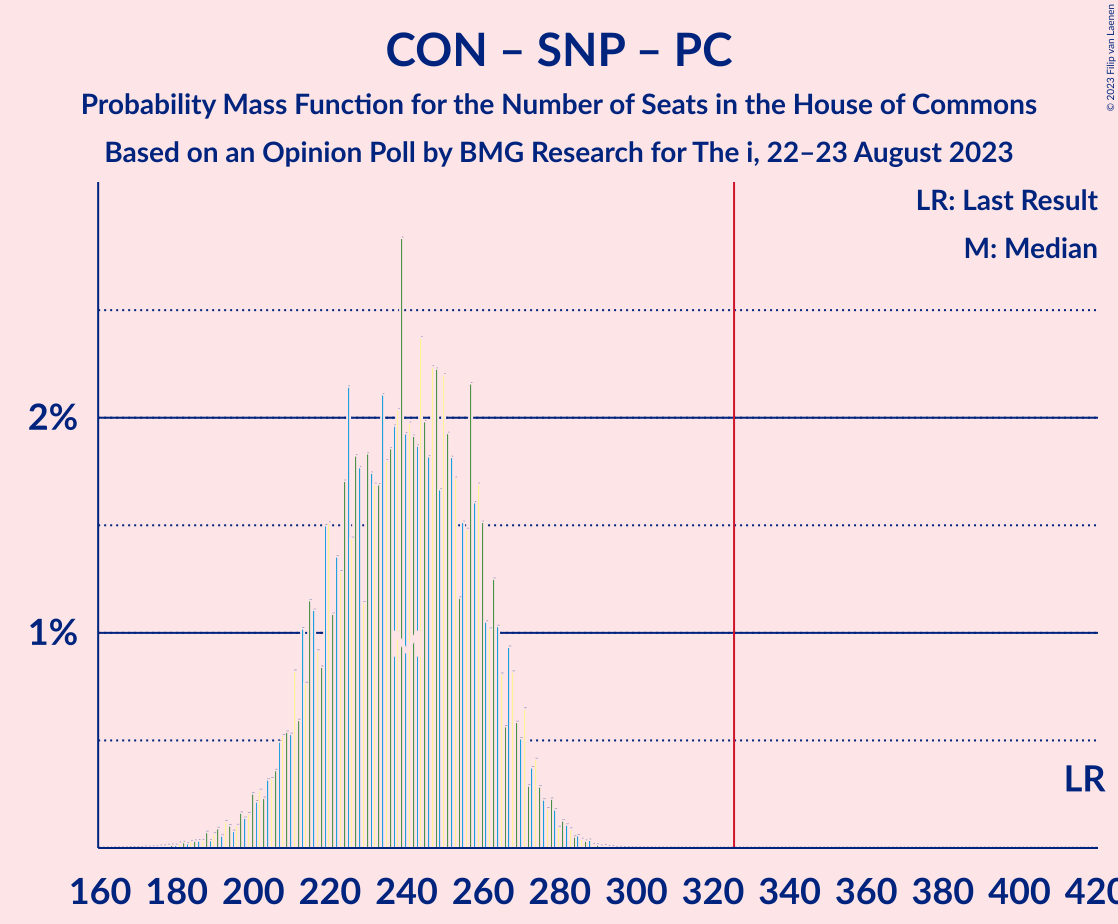 CON – SNP – PC
Probability Mass Function for the Number of Seats in the House of Commons
Based on an Opinion Poll by BMG Research for The i, 22–23 August 2023
© 2023 Filip van Laenen
LR: Last Result
M: Median
2%
1%
LR
160 180 200 220 240 260 280 300 320 340 360 380 400 420